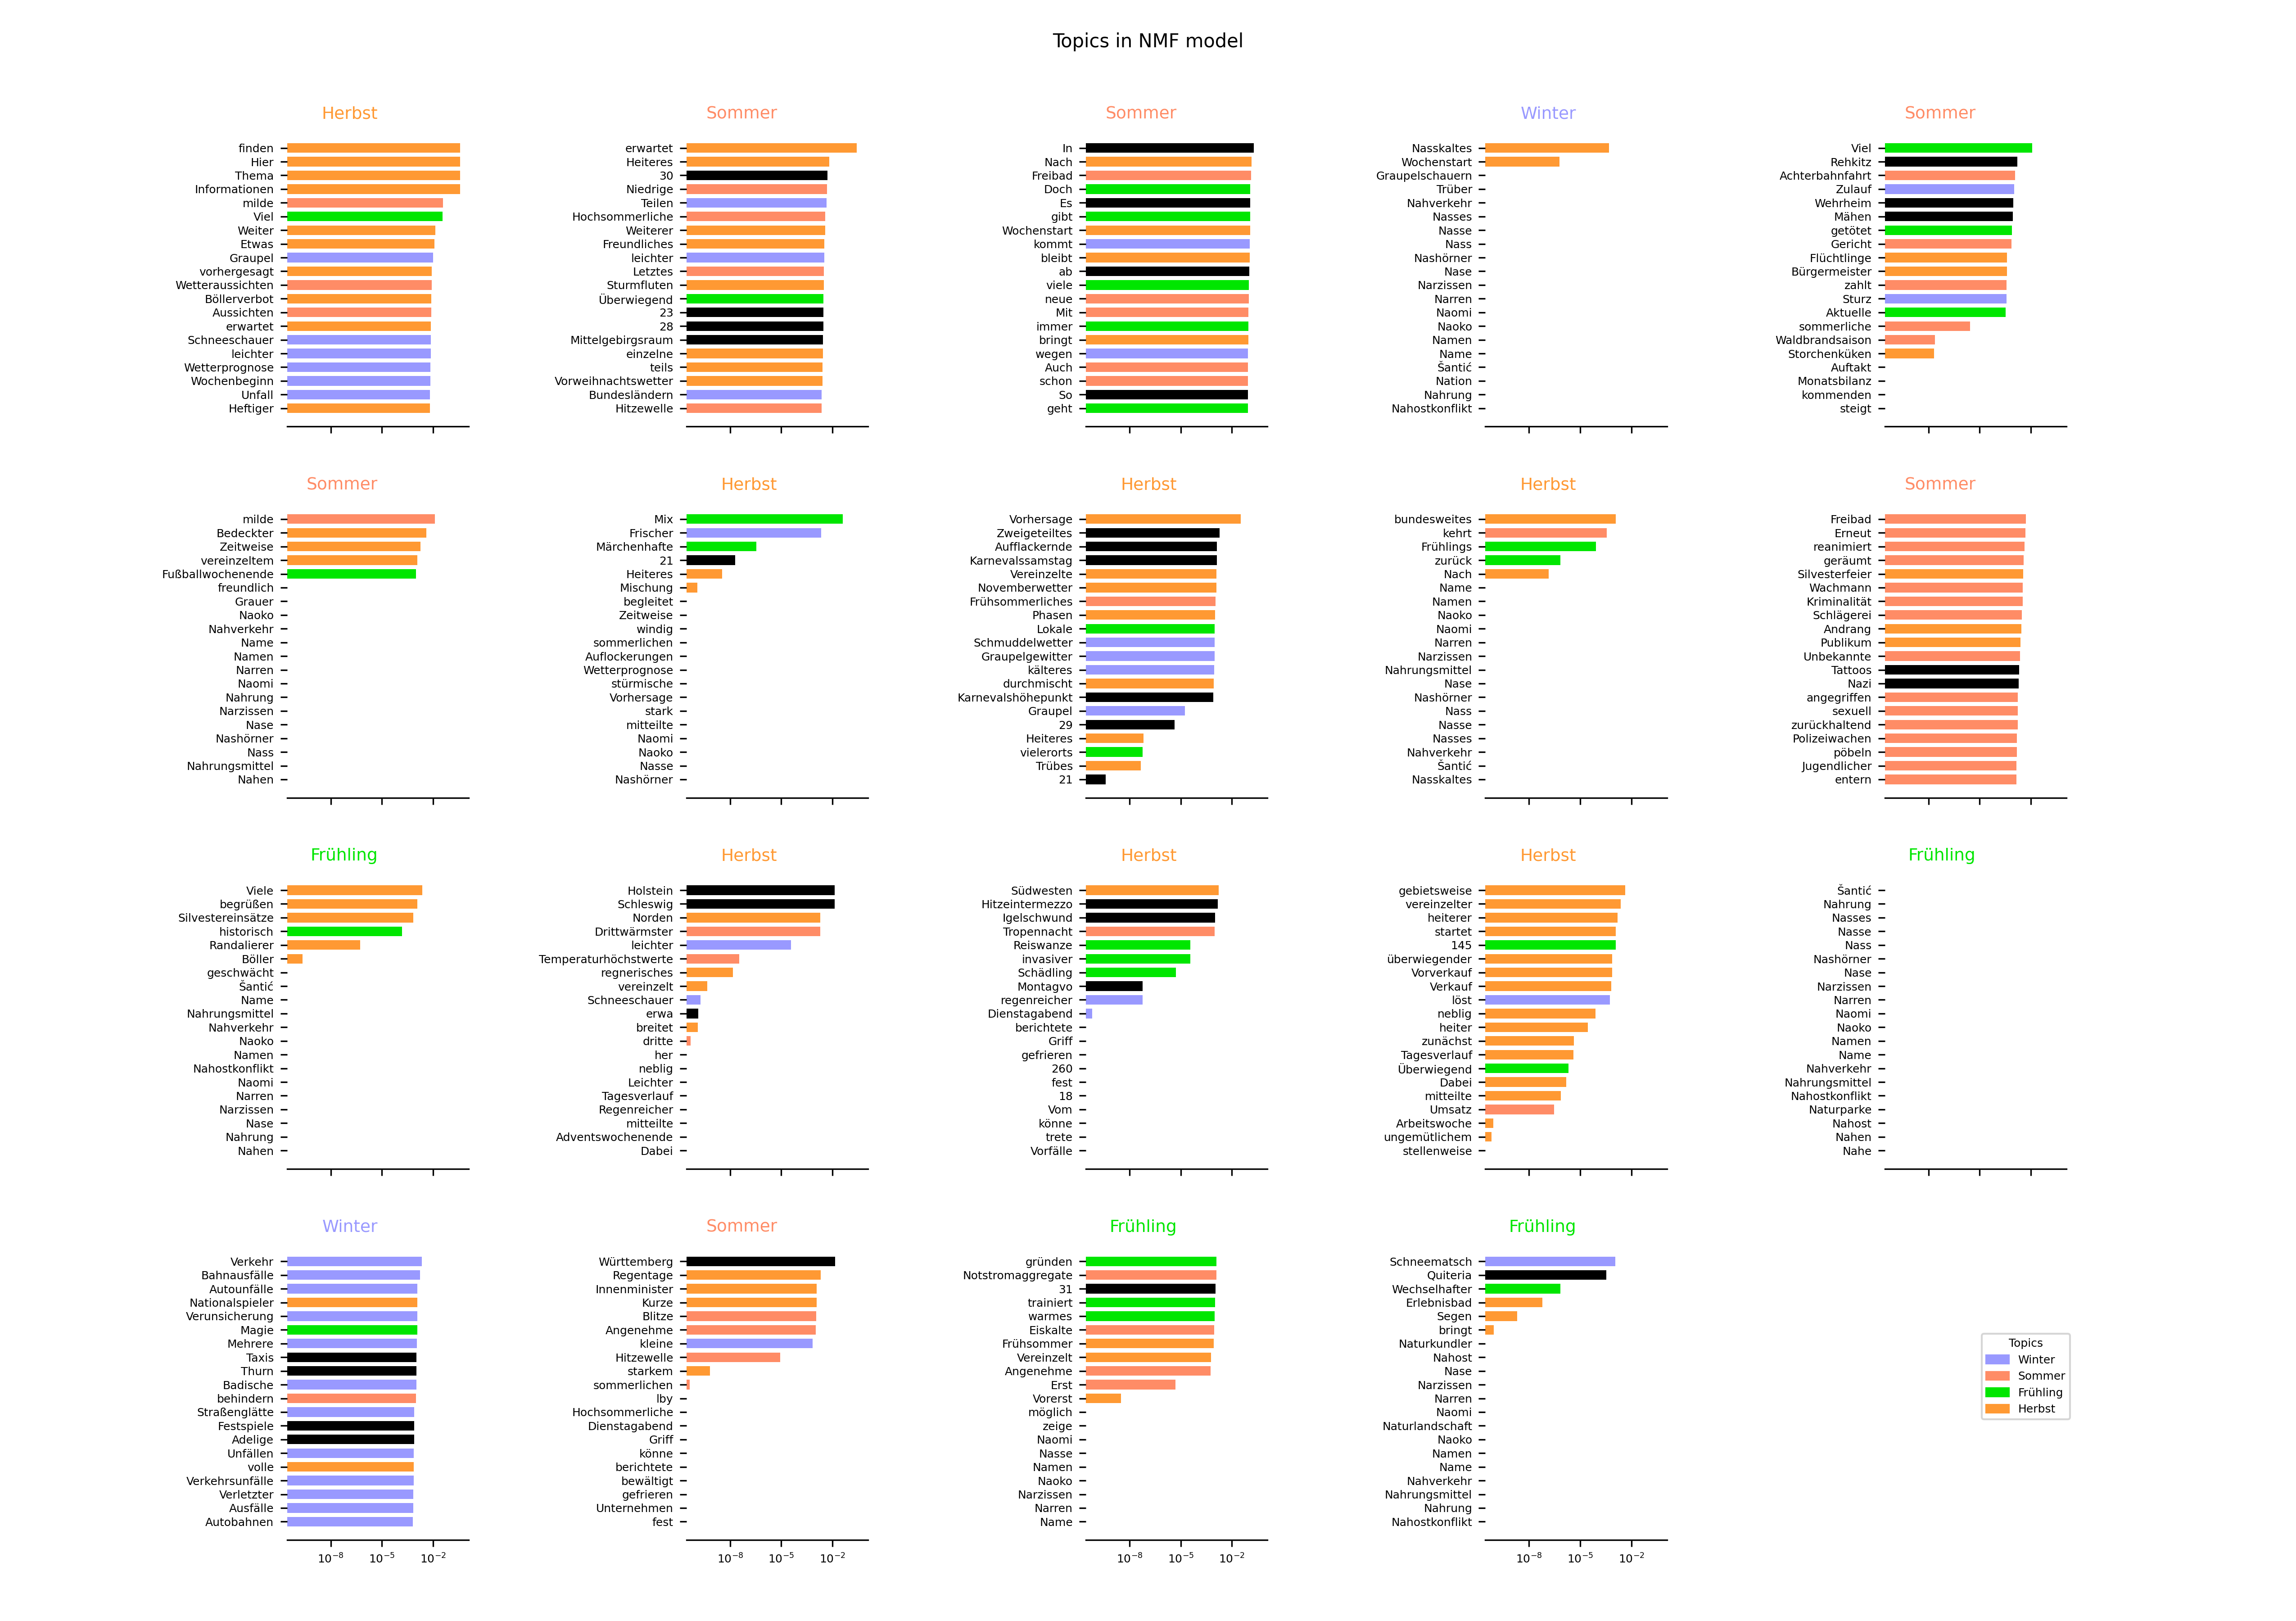 Topics in NMF model
Herbst
finden
Hier
Thema
Informationen
milde
Viel
Weiter
Etwas
Graupel
vorhergesagt
Wetteraussichten
Böllerverbot
Aussichten
erwartet
Schneeschauer
leichter
Wetterprognose
Wochenbeginn
Unfall
Heftiger
Sommer
erwartet
Heiteres
30
Niedrige
Teilen
Hochsommerliche
Weiterer
Freundliches
leichter
Letztes
Sturmfluten
Überwiegend
23
28
Mittelgebirgsraum
einzelne
teils
Vorweihnachtswetter
Bundesländern
Hitzewelle
Sommer
In
Nach
Freibad
Doch
Es
gibt
Wochenstart
kommt
bleibt
ab
viele
neue
Mit
immer
bringt
wegen
Auch
schon
So
geht
Winter
Nasskaltes
Wochenstart
Graupelschauern
Trüber
Nahverkehr
Nasses
Nasse
Nass
Nashörner
Nase
Narzissen
Narren
Naomi
Naoko
Namen
Name
Šantić
Nation
Nahrung
Nahostkonflikt
Sommer
Viel
Rehkitz
Achterbahnfahrt
Zulauf
Wehrheim
Mähen
getötet
Gericht
Flüchtlinge
Bürgermeister
zahlt
Sturz
Aktuelle
sommerliche
Waldbrandsaison
Storchenküken
Auftakt
Monatsbilanz
kommenden
steigt
Sommer
milde
Bedeckter
Zeitweise
vereinzeltem
Fußballwochenende
freundlich
Grauer
Naoko
Nahverkehr
Name
Namen
Narren
Naomi
Nahrung
Narzissen
Nase
Nashörner
Nass
Nahrungsmittel
Nahen
Herbst
Mix
Frischer
Märchenhafte
21
Heiteres
Mischung
begleitet
Zeitweise
windig
sommerlichen
Auflockerungen
Wetterprognose
stürmische
Vorhersage
stark
mitteilte
Naomi
Naoko
Nasse
Nashörner
Herbst
Vorhersage
Zweigeteiltes
Aufflackernde
Karnevalssamstag
Vereinzelte
Novemberwetter
Frühsommerliches
Phasen
Lokale
Schmuddelwetter
Graupelgewitter
kälteres
durchmischt
Karnevalshöhepunkt
Graupel
29
Heiteres
vielerorts
Trübes
21
Herbst
bundesweites
kehrt
Frühlings
zurück
Nach
Name
Namen
Naoko
Naomi
Narren
Narzissen
Nahrungsmittel
Nase
Nashörner
Nass
Nasse
Nasses
Nahverkehr
Šantić
Nasskaltes
Sommer
Freibad
Erneut
reanimiert
geräumt
Silvesterfeier
Wachmann
Kriminalität
Schlägerei
Andrang
Publikum
Unbekannte
Tattoos
Nazi
angegriffen
sexuell
zurückhaltend
Polizeiwachen
pöbeln
Jugendlicher
entern
Frühling
Viele
begrüßen
Silvestereinsätze
historisch
Randalierer
Böller
geschwächt
Šantić
Name
Nahrungsmittel
Nahverkehr
Naoko
Namen
Nahostkonflikt
Naomi
Narren
Narzissen
Nase
Nahrung
Nahen
Herbst
Holstein
Schleswig
Norden
Drittwärmster
leichter
Temperaturhöchstwerte
regnerisches
vereinzelt
Schneeschauer
erwa
breitet
dritte
her
neblig
Leichter
Tagesverlauf
Regenreicher
mitteilte
Adventswochenende
Dabei
Herbst
Südwesten
Hitzeintermezzo
Igelschwund
Tropennacht
Reiswanze
invasiver
Schädling
Montagvo
regenreicher
Dienstagabend
berichtete
Griff
gefrieren
260
fest
18
Vom
könne
trete
Vorfälle
Herbst
gebietsweise
vereinzelter
heiterer
startet
145
überwiegender
Vorverkauf
Verkauf
löst
neblig
heiter
zunächst
Tagesverlauf
Überwiegend
Dabei
mitteilte
Umsatz
Arbeitswoche
ungemütlichem
stellenweise
Frühling
Šantić
Nahrung
Nasses
Nasse
Nass
Nashörner
Nase
Narzissen
Narren
Naomi
Naoko
Namen
Name
Nahverkehr
Nahrungsmittel
Nahostkonflikt
Naturparke
Nahost
Nahen
Nahe
Winter
Verkehr
Bahnausfälle
Autounfälle
Nationalspieler
Verunsicherung
Magie
Mehrere
Taxis
Thurn
Badische
behindern
Straßenglätte
Festspiele
Adelige
Unfällen
volle
Verkehrsunfälle
Verletzter
Ausfälle
Autobahnen
10⁻⁸ 10⁻⁵ 10⁻²
Sommer
Württemberg
Regentage
Innenminister
Kurze
Blitze
Angenehme
kleine
Hitzewelle
starkem
sommerlichen
lby
Hochsommerliche
Dienstagabend
Griff
könne
berichtete
bewältigt
gefrieren
Unternehmen
fest
10⁻⁸ 10⁻⁵ 10⁻²
Frühling
gründen
Notstromaggregate
31
trainiert
warmes
Eiskalte
Frühsommer
Vereinzelt
Angenehme
Erst
Vorerst
möglich
zeige
Naomi
Nasse
Namen
Naoko
Narzissen
Narren
Name
10⁻⁸ 10⁻⁵ 10⁻²
Frühling
Schneematsch
Quiteria
Wechselhafter
Erlebnisbad
Segen
bringt
Naturkundler
Nahost
Nase
Narzissen
Narren
Naomi
Naturlandschaft
Naoko
Namen
Name
Nahverkehr
Nahrungsmittel
Nahrung
Nahostkonflikt
10⁻⁸ 10⁻⁵ 10⁻²
Topics
Winter
Sommer
Frühling
Herbst